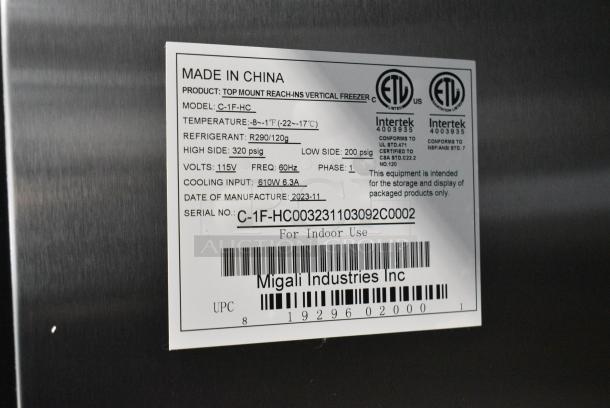 MADE IN CHINA
PRODUCT: TOP MOUNT REACH-INS VERTICAL FREEZER
MODEL: C-1F-HC
TEMPERATURE: -8~-1℉(-22~-17℃)
REFRIGERANT: R290/120g
HIGH SIDE: 320 psig LOW SIDE: 200 psig
VOLTS: 115V FREQ: 60Hz PHASE: 1
COOLING INPUT: 610W 6.3A
DATE OF MANUFACTURE: 2023-11
SERIAL NO.: C-1F-HC003231103092C0002
For Indoor Use
Migali Industries Inc
UPC 8 19296 02000 1
C ETL US
Intertek
4003935
CONFORMS TO
UL STD.471
CERTIFIED TO
CSA STD.C22.2
NO.120
ETL
Intertek
4003935
CONFORMS TO
NSF/ANSI STD. 7
This equipment is intended
for the storage and display of
packaged products only.
AUCTION GROUP